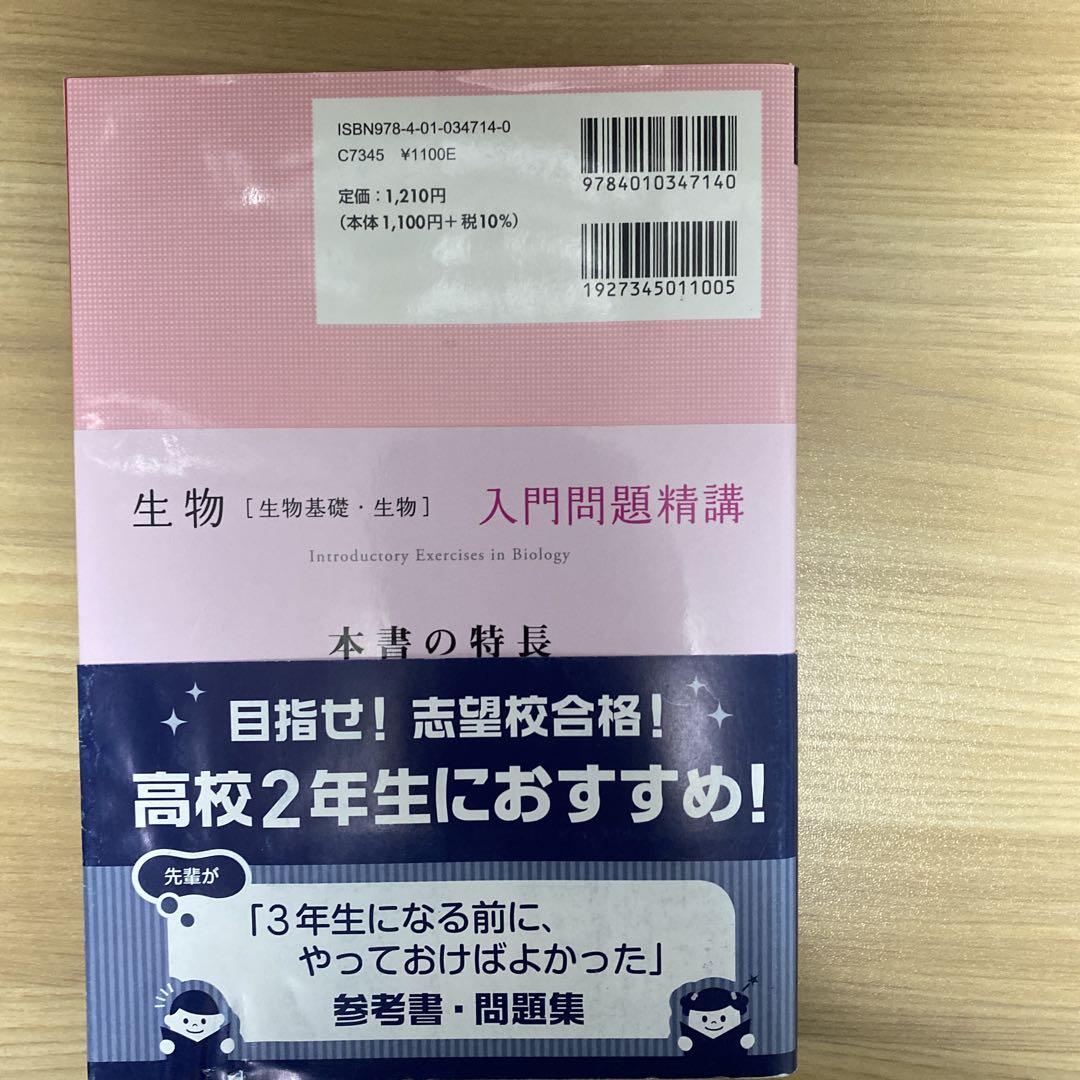 ISBN978-4-01-034714-0
C7345 ¥1100E
定価：1,210円
（本体1,100円＋税10%）
9784010347140
1927345011005
生物［生物基礎・生物］ 入門問題精講
Introductory Exercises in Biology
本書の特長
目指せ！志望校合格！
高校2年生におすすめ！
先輩が
「3年生になる前に、
やっておけばよかった」
参考書・問題集